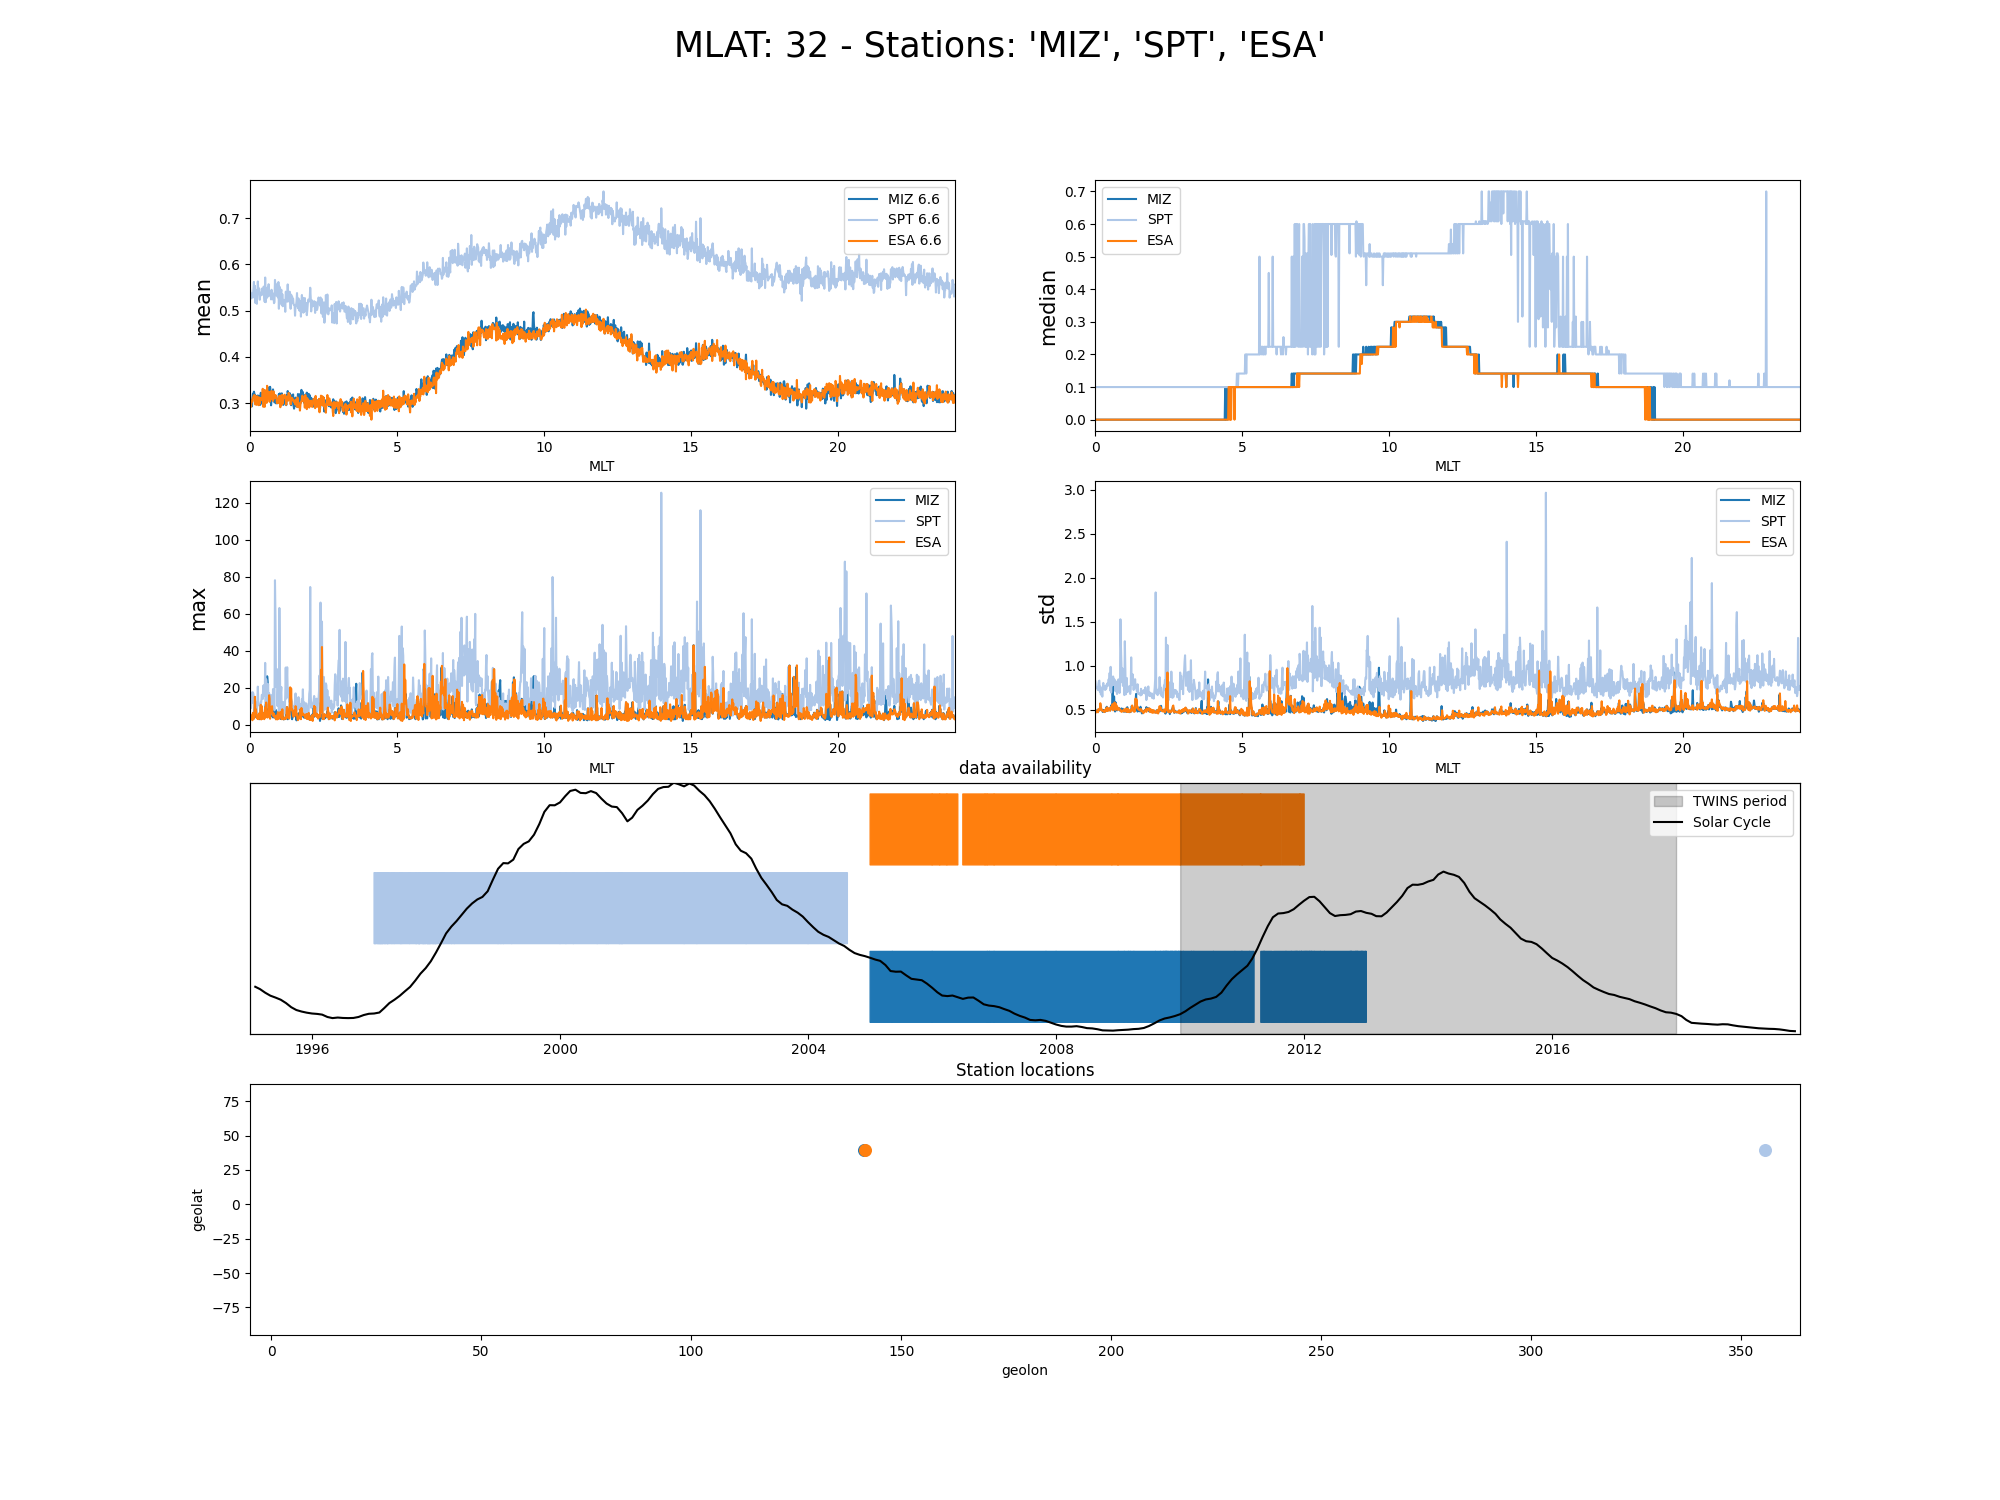 MLAT: 32 - Stations: 'MIZ', 'SPT', 'ESA'
mean
0.7
0.6
0.5
0.4
0.3
0 5 10 15 20
MLT
MIZ 6.6
SPT 6.6
ESA 6.6
median
0.7
0.6
0.5
0.4
0.3
0.2
0.1
0.0
0 5 10 15 20
MLT
MIZ
SPT
ESA
max
120
100
80
60
40
20
0
0 5 10 15 20
MLT
MIZ
SPT
ESA
std
3.0
2.5
2.0
1.5
1.0
0.5
0 5 10 15 20
MLT
MIZ
SPT
ESA
data availability
TWINS period
Solar Cycle
1996 2000 2004 2008 2012 2016
Station locations
geolat
75
50
25
0
−25
−50
−75
0 50 100 150 200 250 300 350
geolon